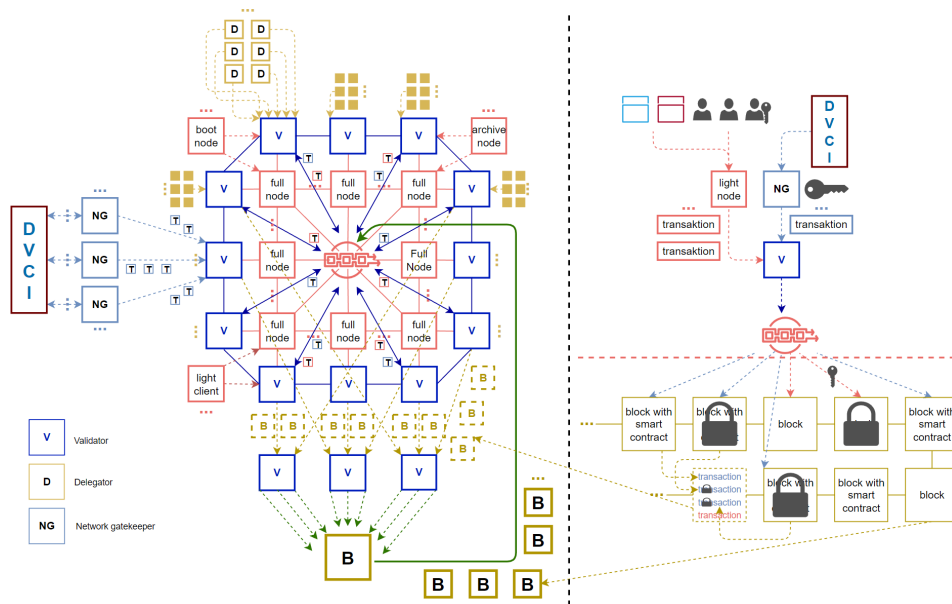 ...
D
D
D
D
D
D
...
...
boot
node
V
V
V
archive
node
T
T
V
full
node
...
full
node
...
full
node
V
D
V
C
I
...
NG
NG
NG
...
T
T
T
T
T
T
T
V
full
node
T
T
T
T
Full
Node
V
V
full
node
full
node
full
node
V
T
T
T
T
light
client
...
V
V
V
B
B
B
B
B
B
B
B
B
V
V
V
B
...
B
B
B
B
B
V
Validator
D
Delegator
NG
Network gatekeeper
D
V
C
I
light
node
NG
...
...
transaktion
transaktion
transaktion
V
...
block with
smart
contract
block with
block
block with
smart
contract
...
transaction
transaction
transaction
transaction
block with
block with
smart
contract
block